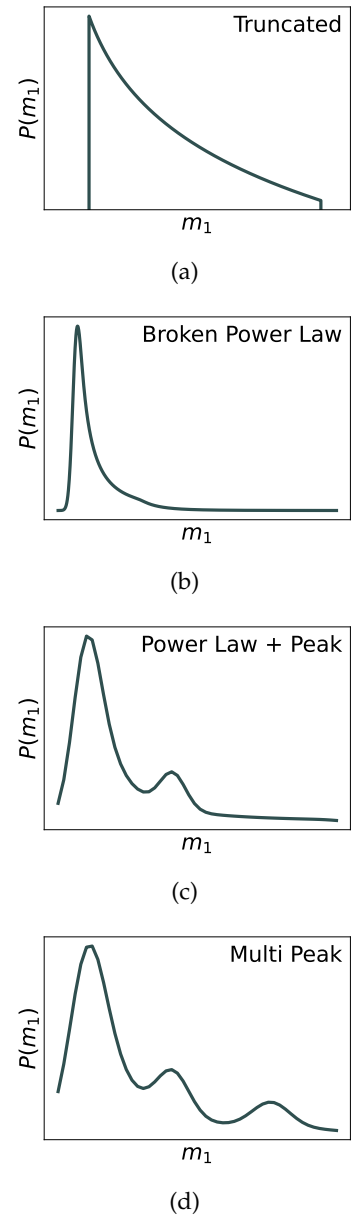 Truncated
P(m₁)
m₁
(a)
Broken Power Law
P(m₁)
m₁
(b)
Power Law + Peak
P(m₁)
m₁
(c)
Multi Peak
P(m₁)
m₁
(d)